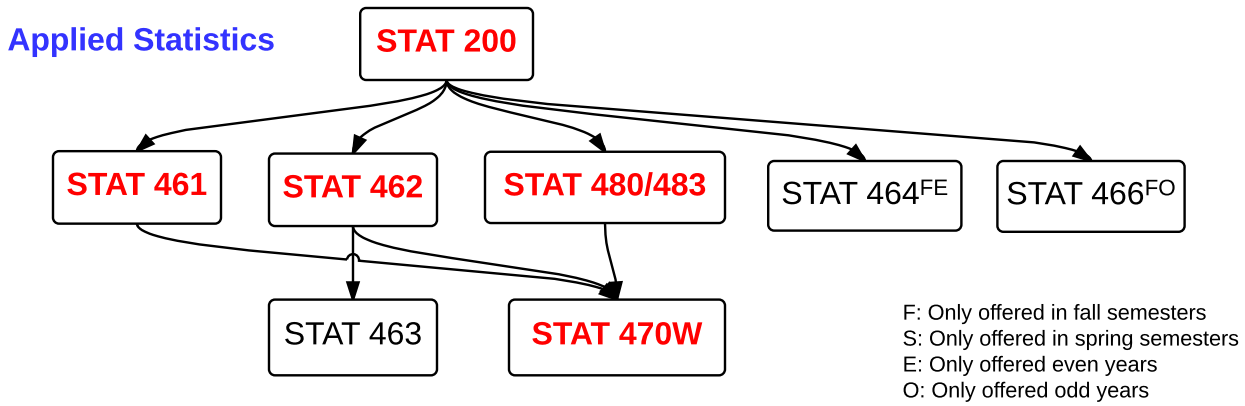 Applied Statistics
STAT 200
STAT 461
STAT 462
STAT 480/483
STAT 464FE
STAT 466FO
STAT 463
STAT 470W
F: Only offered in fall semesters
S: Only offered in spring semesters
E: Only offered even years
O: Only offered odd years